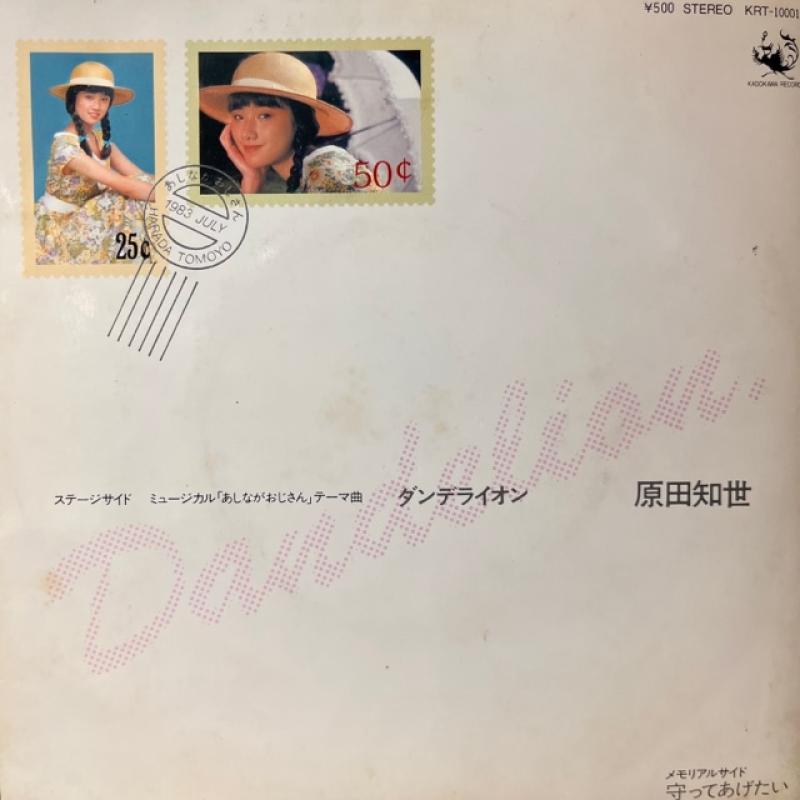 ¥500 STEREO KRT-10001
KADOKAWA RECORD
50¢
あしながおじさん
1983 JULY
HARADA TOMOYO
25¢
Dandelion.
ステージサイド ミュージカル「あしながおじさん」テーマ曲 ダンデライオン 原田知世
メモリアルサイド
守ってあげたい